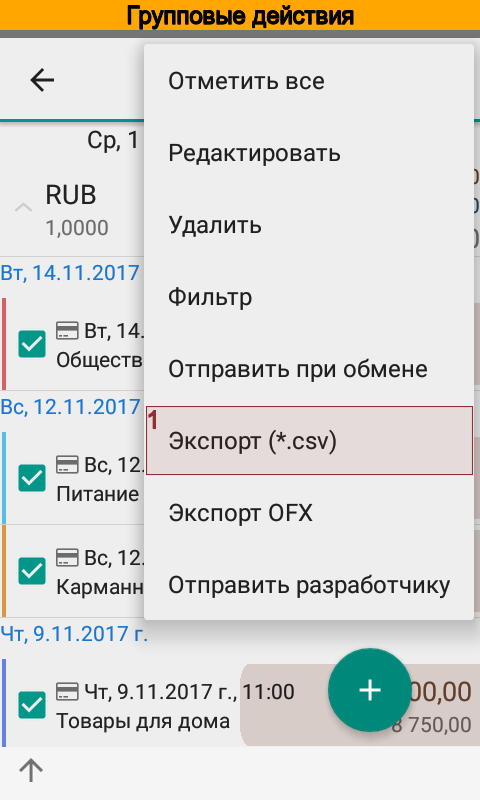 Групповые действия
Отметить все
Ср, 1
Редактировать
RUB
1,0000
Удалить
Вт, 14.11.2017
Фильтр
Вт, 14.
Обществ
Отправить при обмене
Вс, 12.11.2017
1
Экспорт (*.csv)
Вс, 12.
Питание
Экспорт OFX
Вс, 12.
Карманн
Отправить разработчику
Чт, 9.11.2017 г.
Чт, 9.11.2017 г., 11:00
00,00
Товары для дома
8 750,00